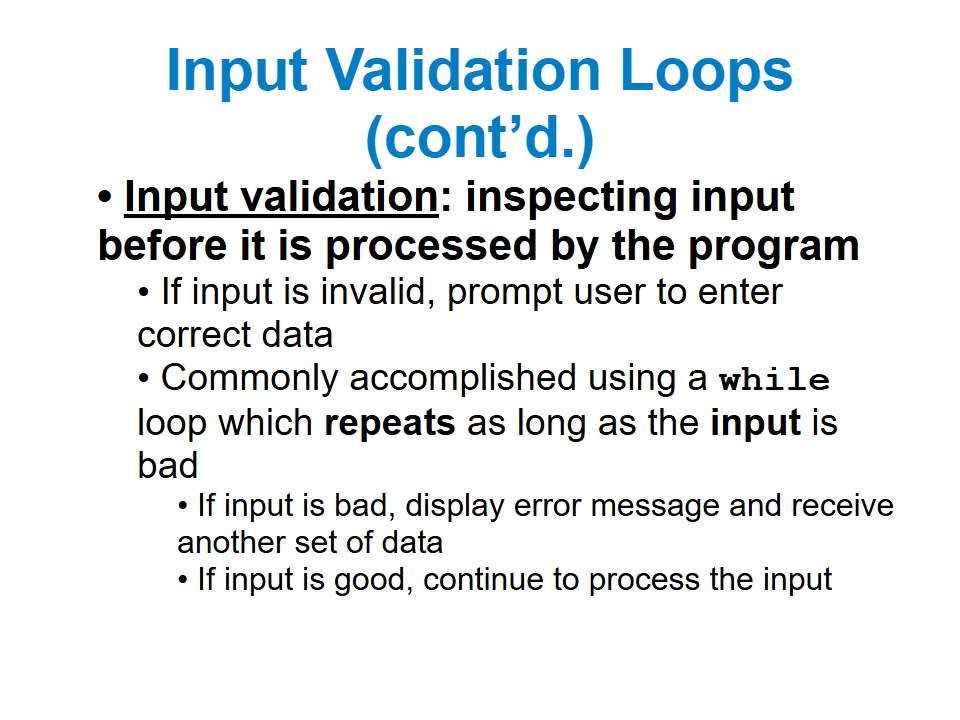 Input Validation Loops
(cont’d.)
• Input validation: inspecting input
before it is processed by the program
• If input is invalid, prompt user to enter
correct data
• Commonly accomplished using a while
loop which repeats as long as the input is
bad
• If input is bad, display error message and receive
another set of data
• If input is good, continue to process the input